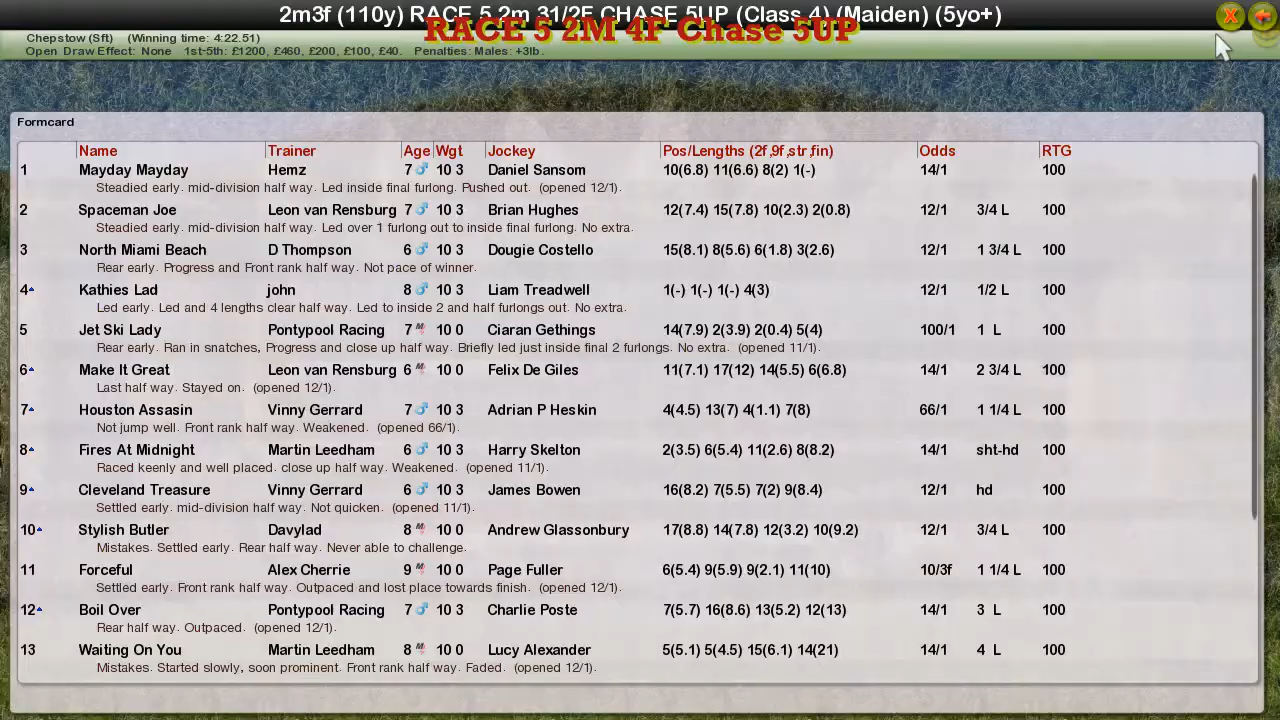 2m3f (110y) RACE 5 2m 31/2F CHASE 5UP (Class 4) (Maiden) (5yo+)
RACE 5 2M 4F Chase 5UP
Chepstow (Sft) (Winning time: 4:22.51)
Open Draw Effect: None 1st-5th: £1200, £460, £200, £100, £40. Penalties: Males: +3lb.
Formcard
Name Trainer Age Wgt Jockey Pos/Lengths (2f,9f,str,fin) Odds RTG
1 Mayday Mayday Hemz 7 10 3 Daniel Sansom 10(6.8) 11(6.6) 8(2) 1(-) 14/1 100
Steadied early. mid-division half way. Led inside final furlong. Pushed out. (opened 12/1).
2 Spaceman Joe Leon van Rensburg 7 10 3 Brian Hughes 12(7.4) 15(7.8) 10(2.3) 2(0.8) 12/1 3/4 L 100
Steadied early. mid-division half way. Led over 1 furlong out to inside final furlong. No extra.
3 North Miami Beach D Thompson 6 10 3 Dougie Costello 15(8.1) 8(5.6) 6(1.8) 3(2.6) 12/1 1 3/4 L 100
Rear early. Progress and Front rank half way. Not pace of winner.
4 Kathies Lad john 8 10 3 Liam Treadwell 1(-) 1(-) 1(-) 4(3) 12/1 1/2 L 100
Led early. Led and 4 lengths clear half way. Led to inside 2 and half furlongs out. No extra.
5 Jet Ski Lady Pontypool Racing 7 M 10 0 Ciaran Gethings 14(7.9) 2(3.9) 2(0.4) 5(4) 100/1 1 L 100
Rear early. Ran in snatches, Progress and close up half way. Briefly led just inside final 2 furlongs. No extra. (opened 11/1).
6 Make It Great Leon van Rensburg 6 M 10 0 Felix De Giles 11(7.1) 17(12) 14(5.5) 6(6.8) 14/1 2 3/4 L 100
Last half way. Stayed on. (opened 12/1).
7 Houston Assasin Vinny Gerrard 7 10 3 Adrian P Heskin 4(4.5) 13(7) 4(1.1) 7(8) 66/1 1 1/4 L 100
Not jump well. Front rank half way. Weakened. (opened 66/1).
8 Fires At Midnight Martin Leedham 6 10 3 Harry Skelton 2(3.5) 6(5.4) 11(2.6) 8(8.2) 14/1 sht-hd 100
Raced keenly and well placed. close up half way. Weakened. (opened 11/1).
9 Cleveland Treasure Vinny Gerrard 6 10 3 James Bowen 16(8.2) 7(5.5) 7(2) 9(8.4) 12/1 hd 100
Settled early. mid-division half way. Not quicken. (opened 11/1).
10 Stylish Butler Davylad 8 M 10 0 Andrew Glassonbury 17(8.8) 14(7.8) 12(3.2) 10(9.2) 12/1 3/4 L 100
Mistakes. Settled early. Rear half way. Never able to challenge.
11 Forceful Alex Cherrie 9 M 10 0 Page Fuller 6(5.4) 9(5.9) 9(2.1) 11(10) 10/3f 1 1/4 L 100
Settled early. Front rank half way. Outpaced and lost place towards finish. (opened 12/1).
12 Boil Over Pontypool Racing 7 10 3 Charlie Poste 7(5.7) 16(8.6) 13(5.2) 12(13) 14/1 3 L 100
Rear half way. Outpaced. (opened 12/1).
13 Waiting On You Martin Leedham 8 M 10 0 Lucy Alexander 5(5.1) 5(4.5) 15(6.1) 14(21) 14/1 4 L 100
Mistakes. Started slowly, soon prominent. Front rank half way. Faded. (opened 12/1).